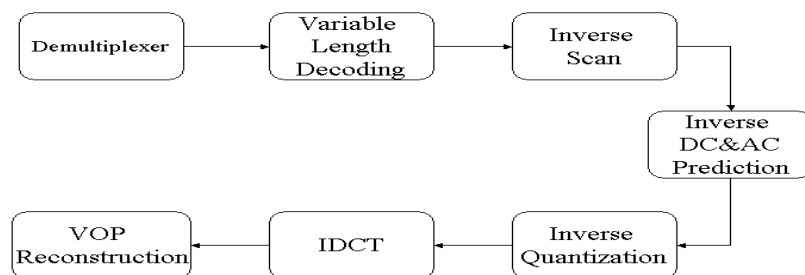 Demultiplexer
Variable
Length
Decoding
Inverse
Scan
Inverse
DC&AC
Prediction
Inverse
Quantization
IDCT
VOP
Reconstruction